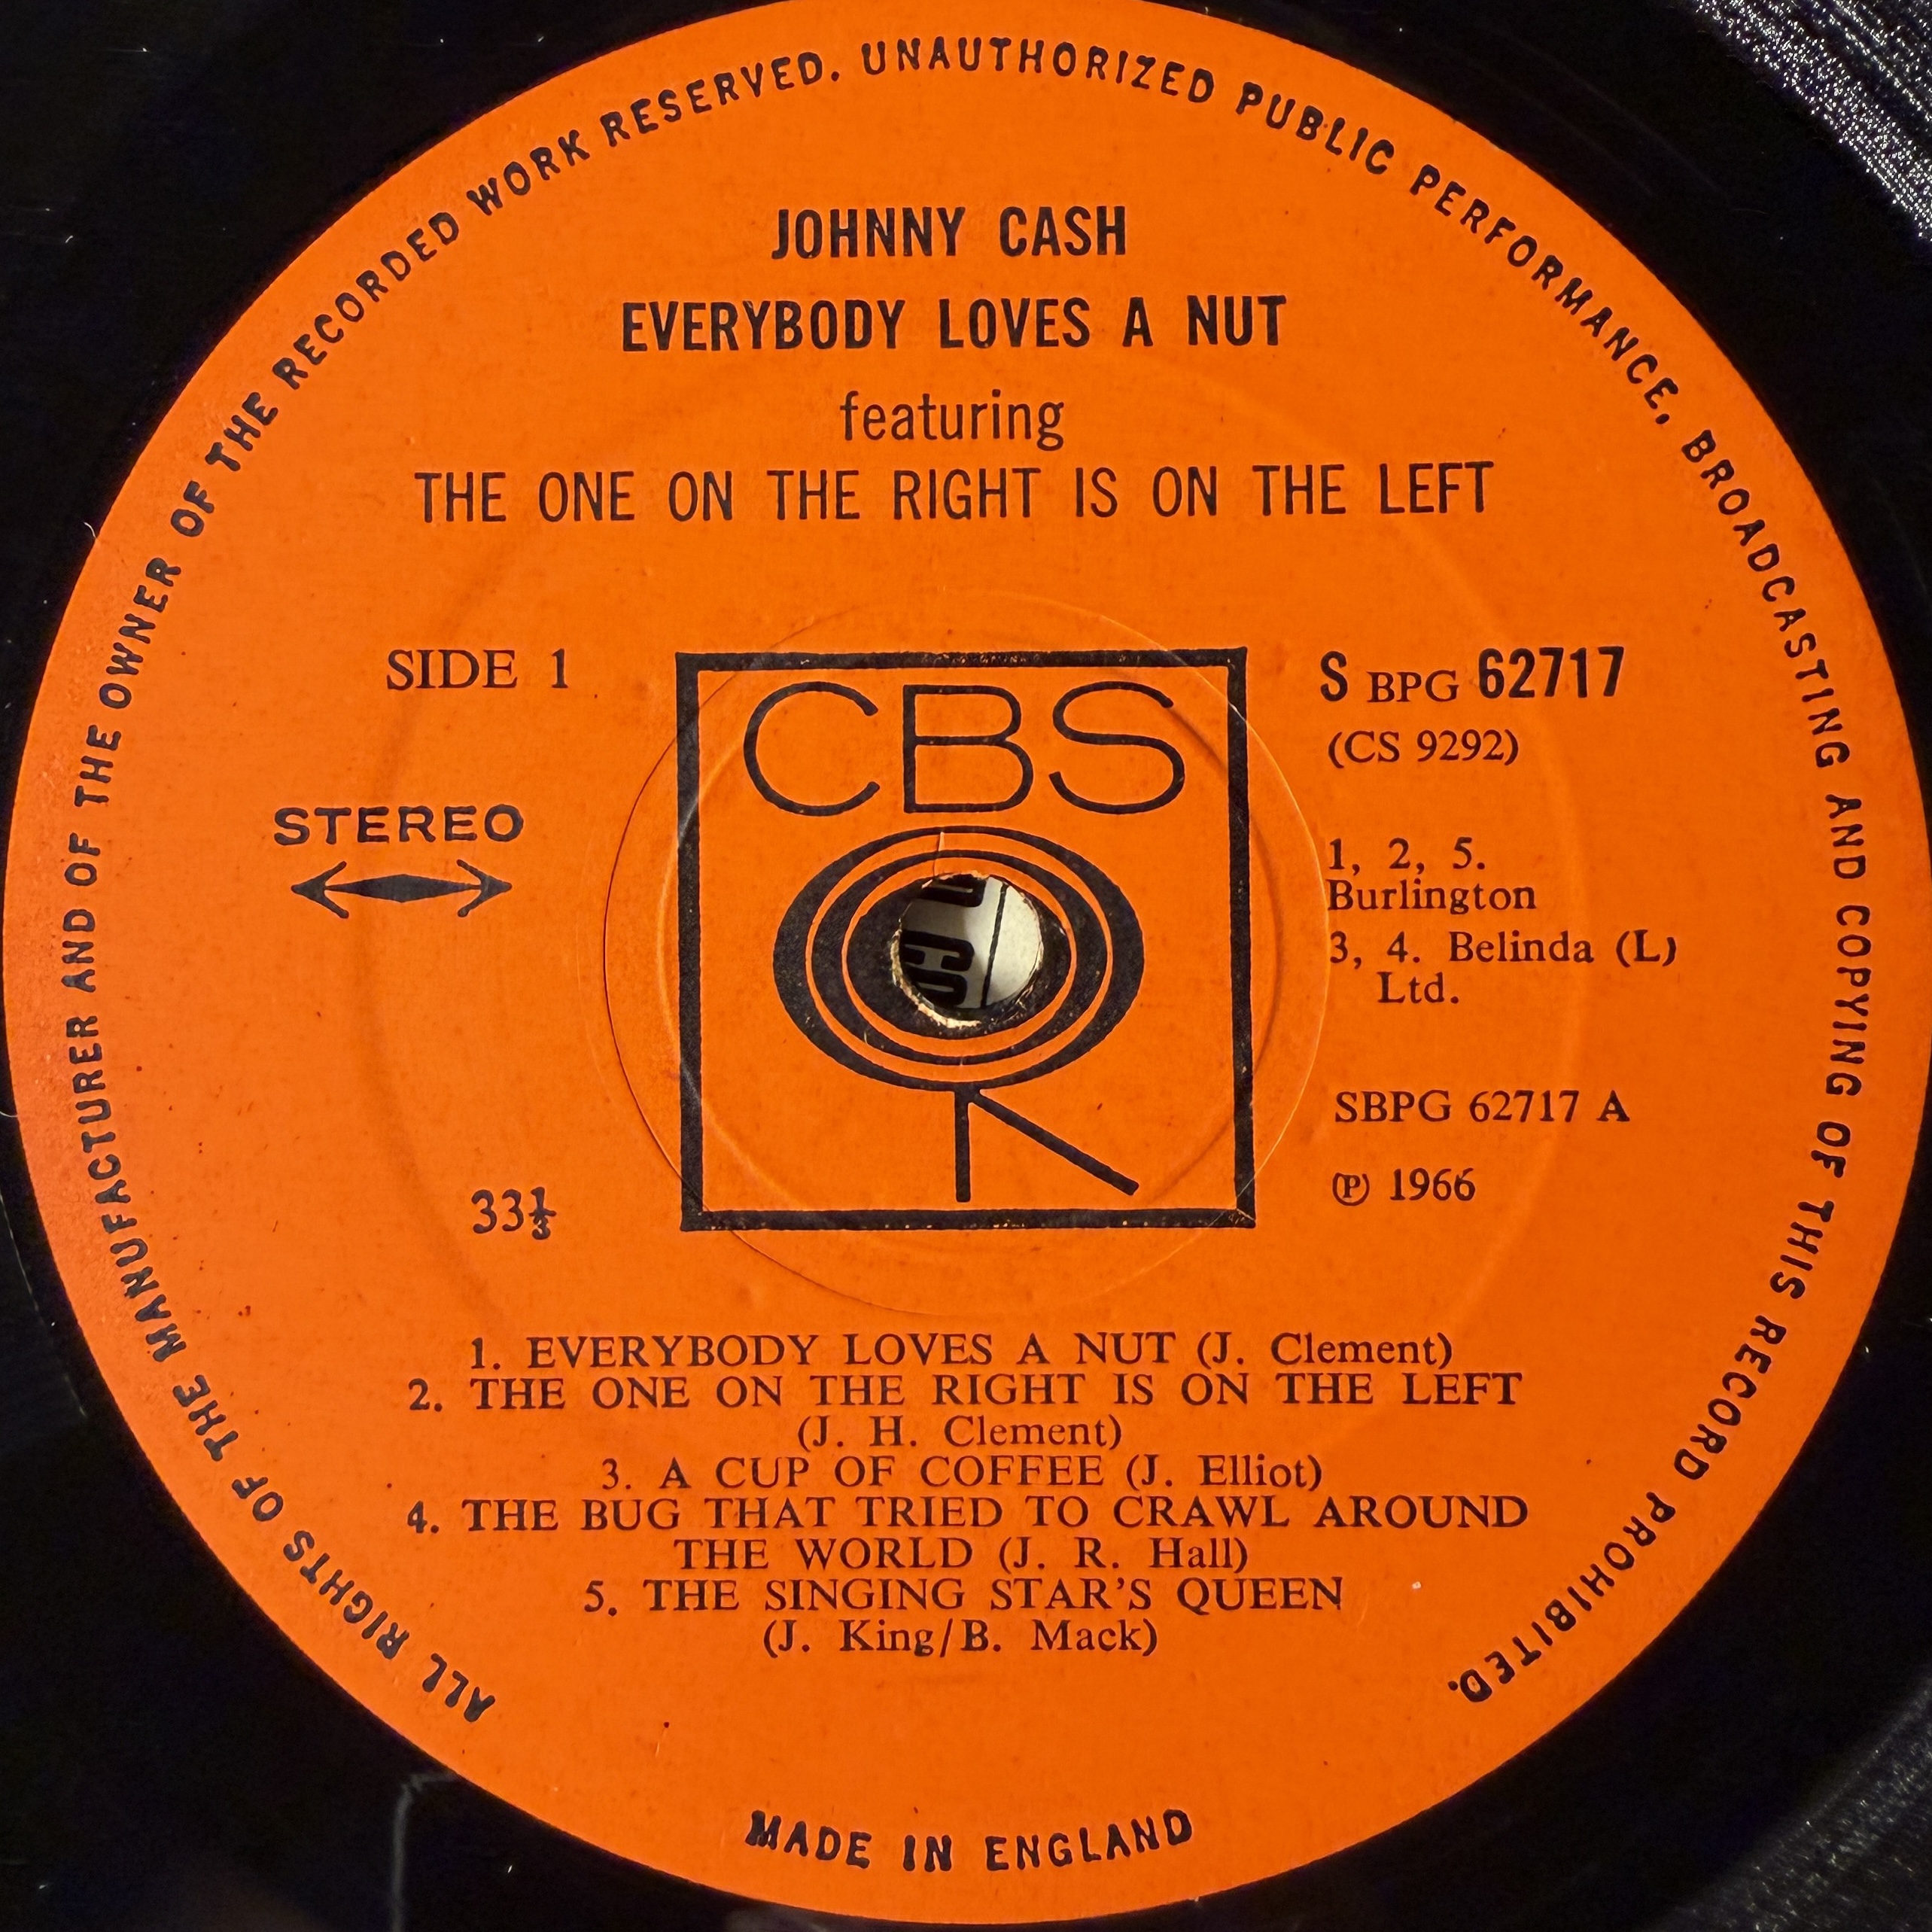 ALL RIGHTS OF THE MANUFACTURER AND OF THE OWNER OF THE RECORDED WORK RESERVED. UNAUTHORIZED PUBLIC PERFORMANCE, BROADCASTING AND COPYING OF THIS RECORD PROHIBITED.
JOHNNY CASH
EVERYBODY LOVES A NUT
featuring
THE ONE ON THE RIGHT IS ON THE LEFT
SIDE 1
STEREO
33⅓
CBS
S BPG 62717
(CS 9292)
1, 2, 5.
Burlington
3, 4. Belinda (L)
Ltd.
SBPG 62717 A
℗ 1966
1. EVERYBODY LOVES A NUT (J. Clement)
2. THE ONE ON THE RIGHT IS ON THE LEFT
(J. H. Clement)
3. A CUP OF COFFEE (J. Elliot)
4. THE BUG THAT TRIED TO CRAWL AROUND
THE WORLD (J. R. Hall)
5. THE SINGING STAR'S QUEEN
(J. King/B. Mack)
MADE IN ENGLAND